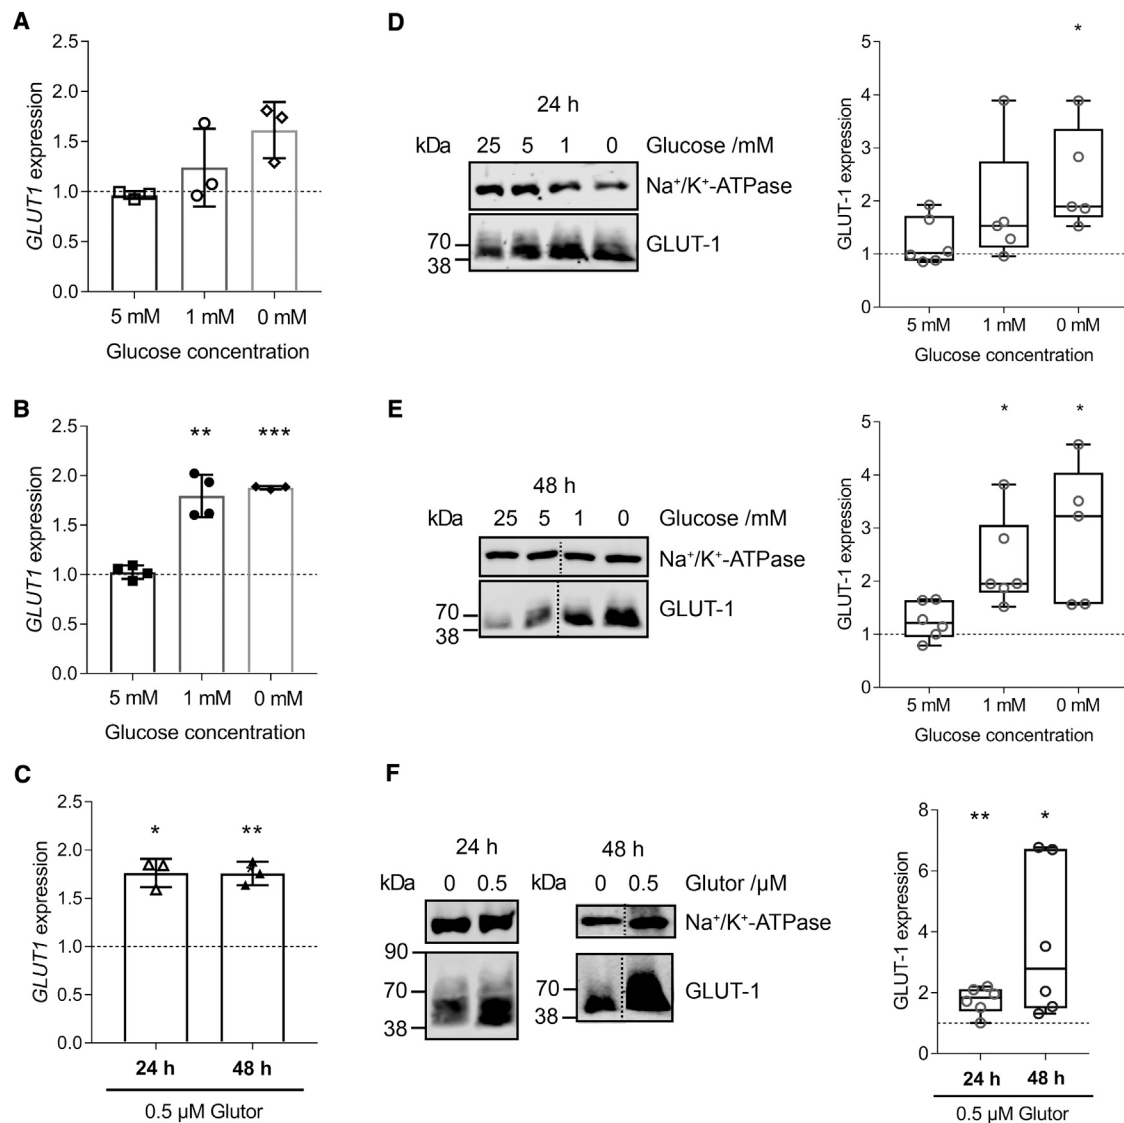 A
2.5
2.0
1.5
1.0
0.5
0.0
GLUT1 expression
5 mM 1 mM 0 mM
Glucose concentration
D
24 h
kDa 25 5 1 0 Glucose /mM
Na⁺/K⁺-ATPase
70
38
GLUT-1
*
5
4
3
2
1
0
GLUT-1 expression
5 mM 1 mM 0 mM
Glucose concentration
B
2.5
2.0
1.5
1.0
0.5
0.0
GLUT1 expression
** ***
5 mM 1 mM 0 mM
Glucose concentration
E
48 h
kDa 25 5 1 0 Glucose /mM
Na⁺/K⁺-ATPase
70
38
GLUT-1
* *
5
4
3
2
1
0
GLUT-1 expression
5 mM 1 mM 0 mM
Glucose concentration
C
2.5
2.0
1.5
1.0
0.5
0.0
GLUT1 expression
* **
24 h 48 h
0.5 µM Glutor
F
24 h 48 h
kDa 0 0.5 kDa 0 0.5 Glutor /µM
Na⁺/K⁺-ATPase
90
70
38
70
38
GLUT-1
** *
8
6
4
2
0
GLUT-1 expression
24 h 48 h
0.5 µM Glutor